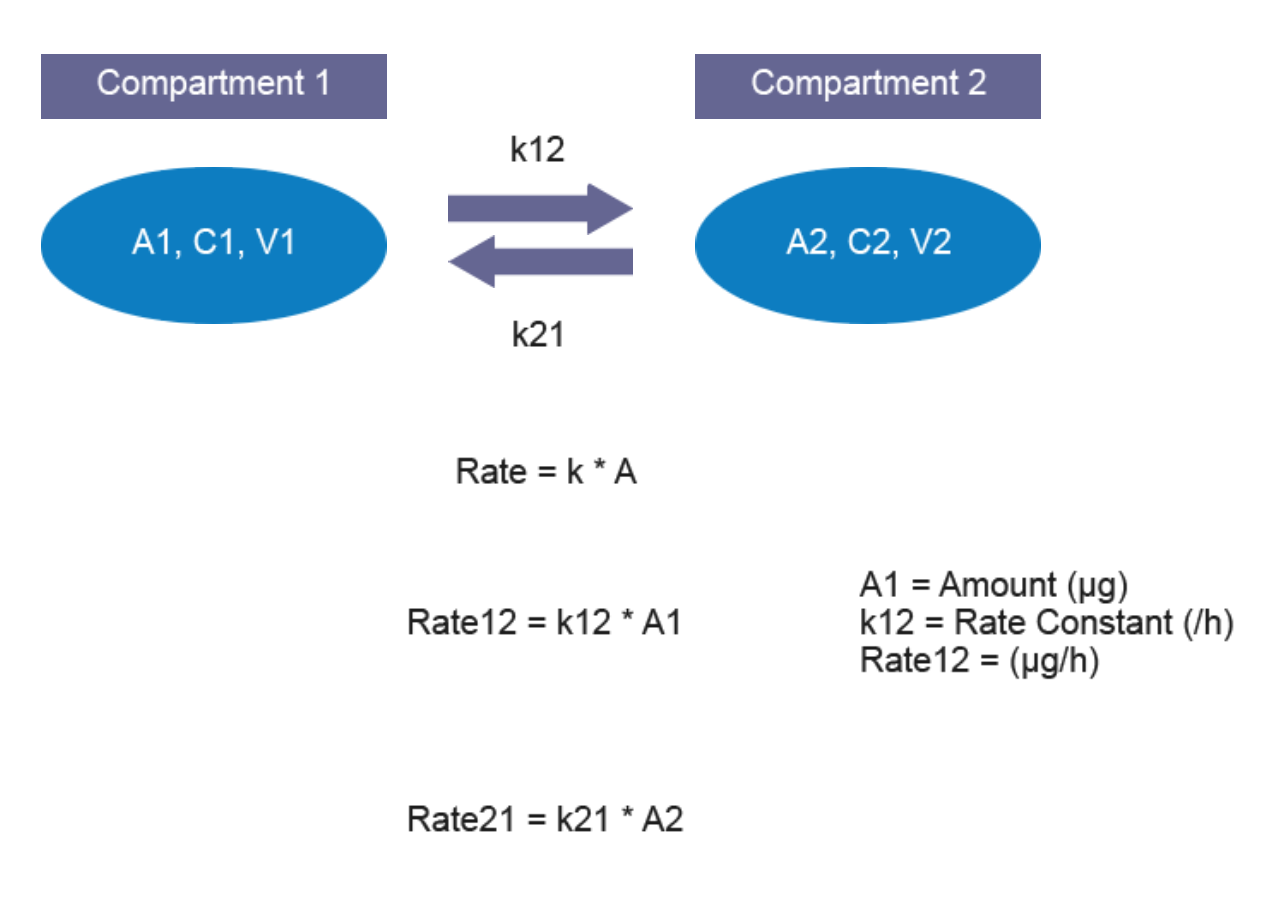 Compartment 1
Compartment 2
k12
A1, C1, V1
A2, C2, V2
k21
Rate = k * A
A1 = Amount (µg)
Rate12 = k12 * A1
k12 = Rate Constant (/h)
Rate12 = (µg/h)
Rate21 = k21 * A2